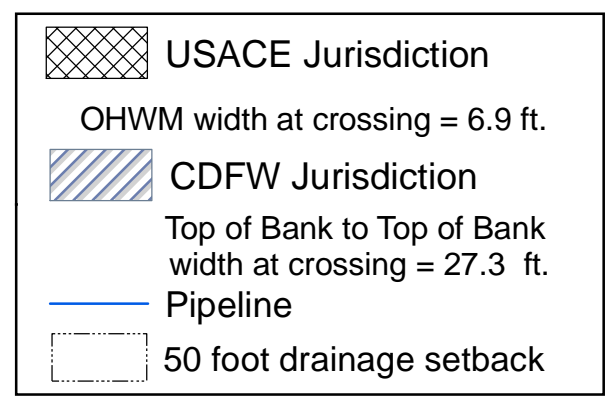 USACE Jurisdiction
OHWM width at crossing = 6.9 ft.
CDFW Jurisdiction
Top of Bank to Top of Bank
width at crossing = 27.3 ft.
Pipeline
50 foot drainage setback